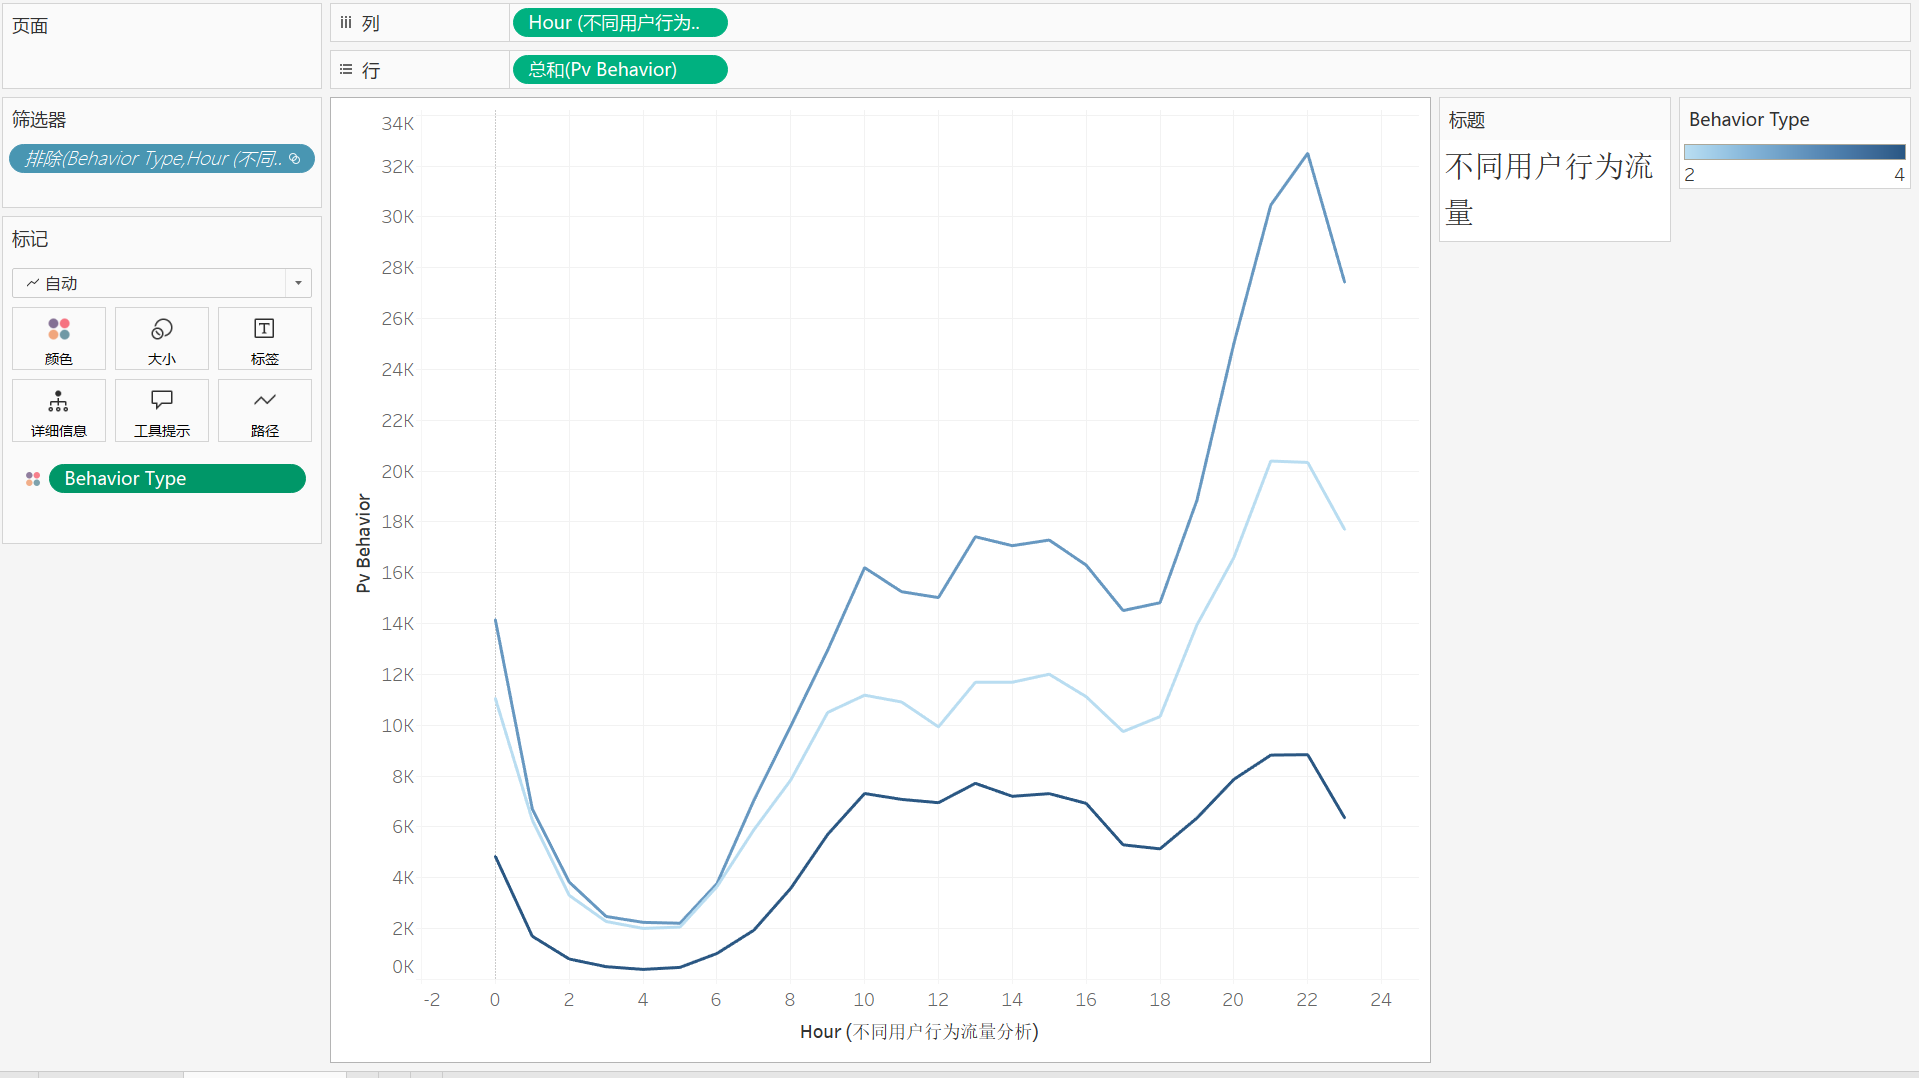 页面
列
Hour (不同用户行为..
行
总和(Pv Behavior)
筛选器
排除(Behavior Type,Hour (不同..
标记
自动
颜色
大小
标签
详细信息
工具提示
路径
Behavior Type
34K
32K
30K
28K
26K
24K
22K
20K
18K
16K
14K
12K
10K
8K
6K
4K
2K
0K
Pv Behavior
-2
0
2
4
6
8
10
12
14
16
18
20
22
24
Hour (不同用户行为流量分析)
标题
不同用户行为流
量
Behavior Type
2
4